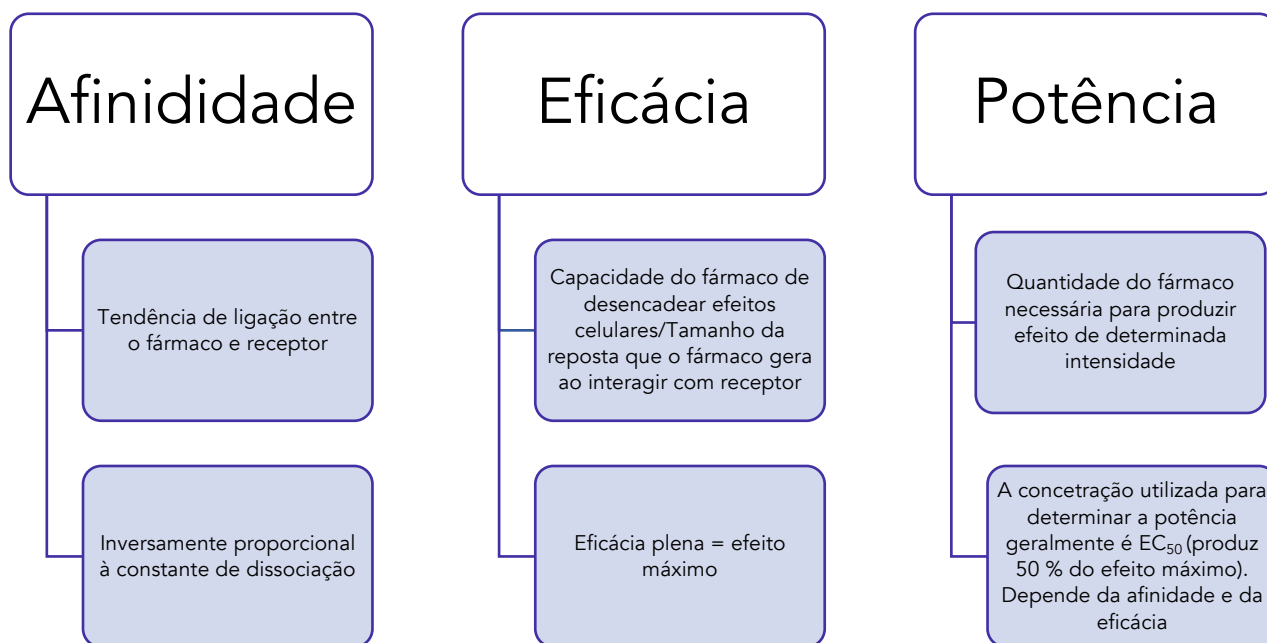 Afinididade
Tendência de ligação entre
o fármaco e receptor
Inversamente proporcional
à constante de dissociação
Eficácia
Capacidade do fármaco de
desencadear efeitos
celulares/Tamanho da
reposta que o fármaco gera
ao interagir com receptor
Eficácia plena = efeito
máximo
Potência
Quantidade do fármaco
necessária para produzir
efeito de determinada
intensidade
A concetração utilizada para
determinar a potência
geralmente é EC₅₀ (produz
50 % do efeito máximo).
Depende da afinidade e da
eficácia